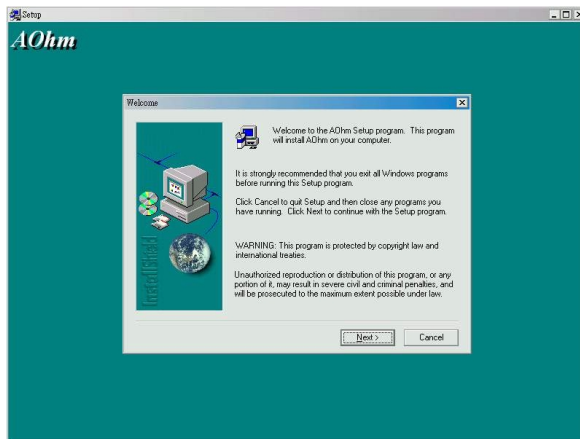 Setup
AOhm
Welcome
Welcome to the AOhm Setup program. This program
will install AOhm on your computer.
It is strongly recommended that you exit all Windows programs
before running this Setup program.
Click Cancel to quit Setup and then close any programs you
have running. Click Next to continue with the Setup program.
WARNING: This program is protected by copyright law and
international treaties.
Unauthorized reproduction or distribution of this program, or any
portion of it, may result in severe civil and criminal penalties, and
will be prosecuted to the maximum extent possible under law.
InstallShield
Next >
Cancel